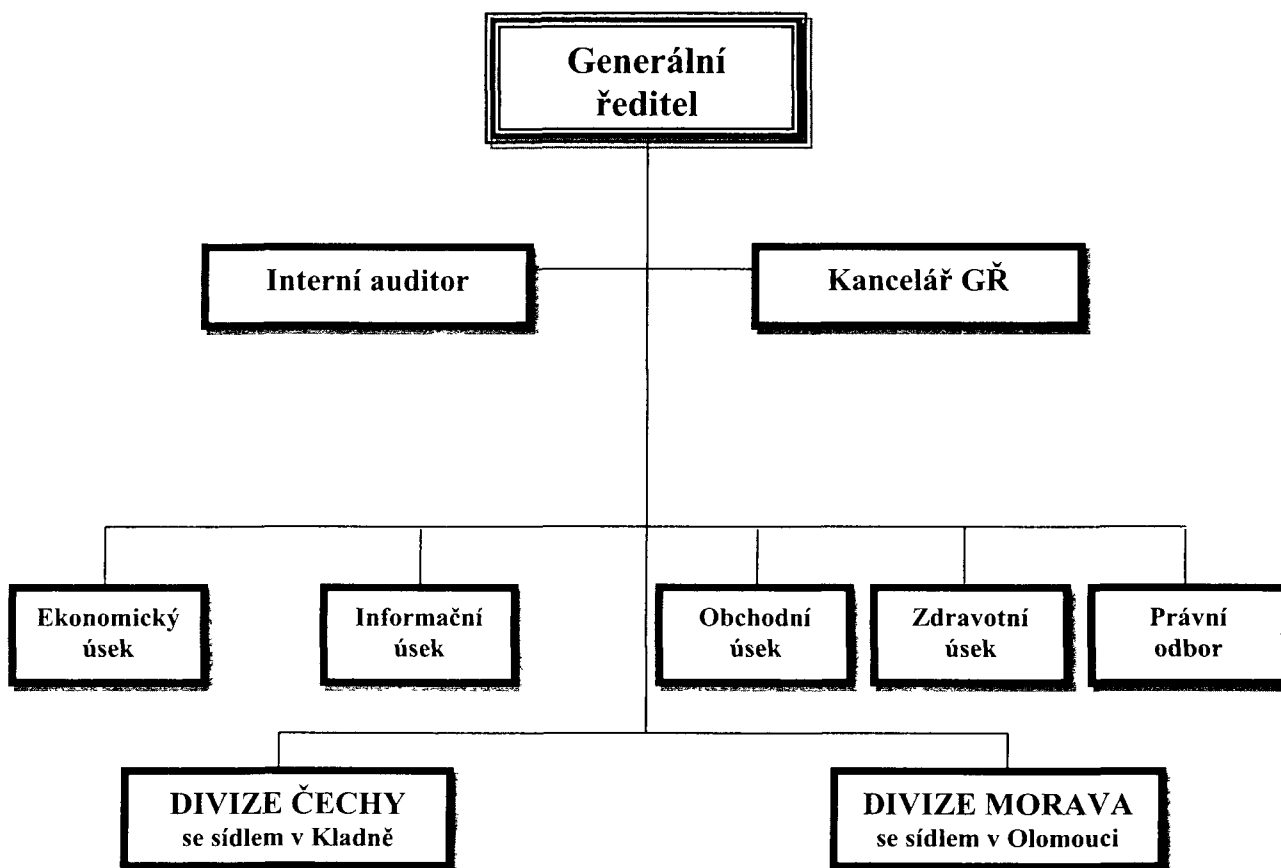 Generální
ředitel
Interní auditor
Kancelář GŘ
Ekonomický
úsek
Informační
úsek
Obchodní
úsek
Zdravotní
úsek
Právní
odbor
DIVIZE ČECHY
se sídlem v Kladně
DIVIZE MORAVA
se sídlem v Olomouci